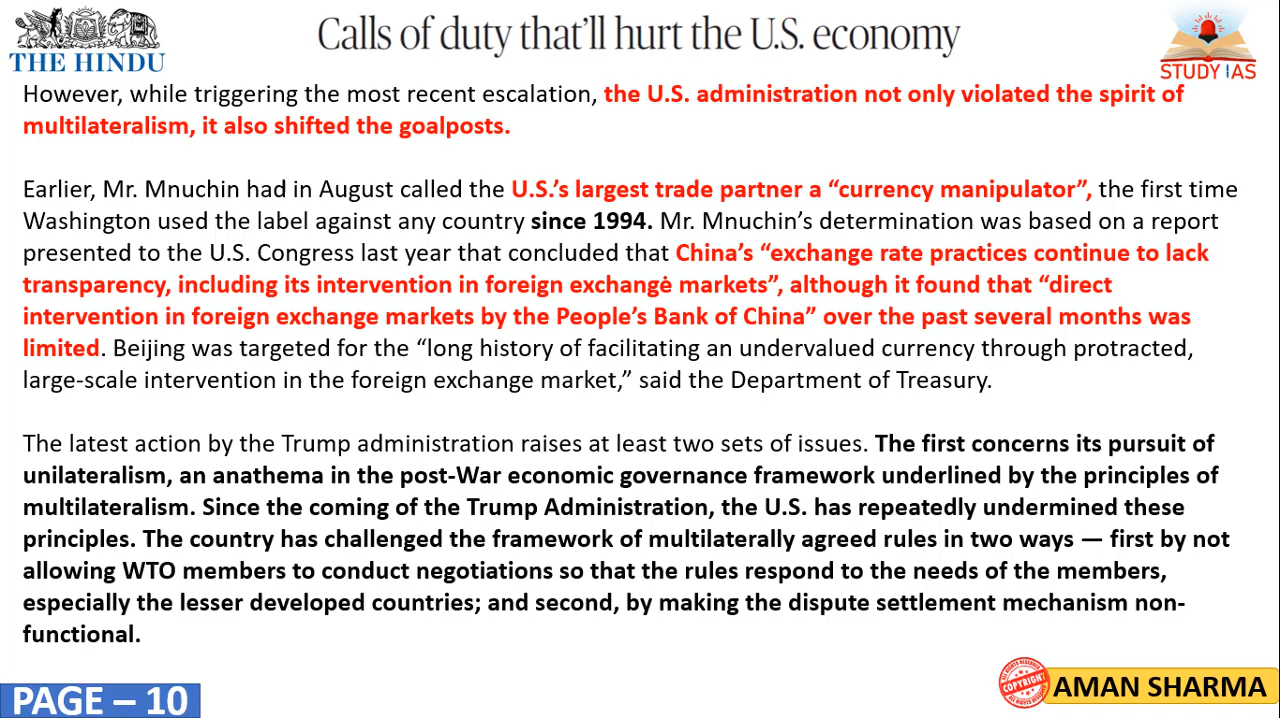 Calls of duty that'll hurt the U.S. economy
THE HINDU
STUDY IAS
However, while triggering the most recent escalation, the U.S. administration not only violated the spirit of
multilateralism, it also shifted the goalposts.
Earlier, Mr. Mnuchin had in August called the U.S.'s largest trade partner a “currency manipulator”, the first time
Washington used the label against any country since 1994. Mr. Mnuchin's determination was based on a report
presented to the U.S. Congress last year that concluded that China's “exchange rate practices continue to lack
transparency, including its intervention in foreign exchange markets”, although it found that “direct
intervention in foreign exchange markets by the People's Bank of China” over the past several months was
limited. Beijing was targeted for the “long history of facilitating an undervalued currency through protracted,
large-scale intervention in the foreign exchange market,” said the Department of Treasury.
The latest action by the Trump administration raises at least two sets of issues. The first concerns its pursuit of
unilateralism, an anathema in the post-War economic governance framework underlined by the principles of
multilateralism. Since the coming of the Trump Administration, the U.S. has repeatedly undermined these
principles. The country has challenged the framework of multilaterally agreed rules in two ways — first by not
allowing WTO members to conduct negotiations so that the rules respond to the needs of the members,
especially the lesser developed countries; and second, by making the dispute settlement mechanism non-
functional.
PAGE – 10
COPYRIGHT
AMAN SHARMA